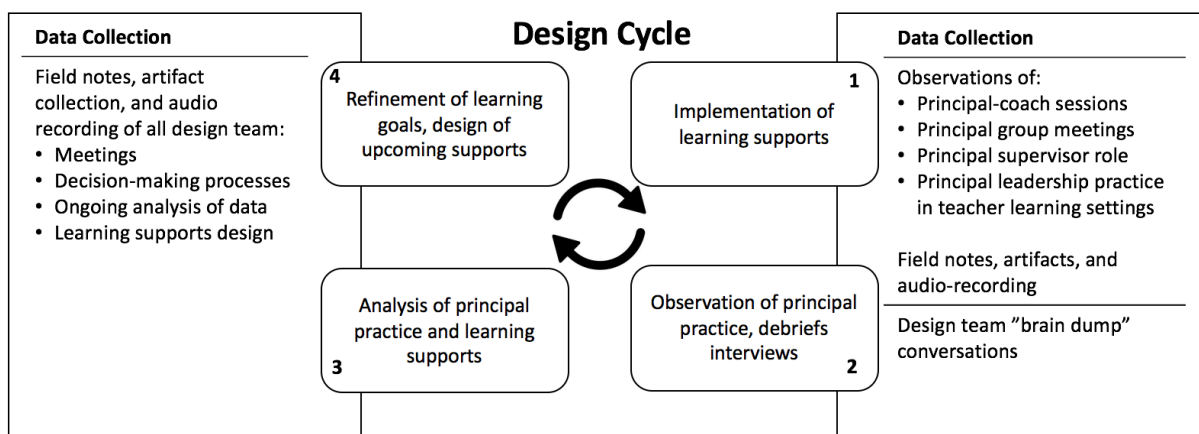 Design Cycle
Data Collection
Field notes, artifact
collection, and audio
recording of all design team:
• Meetings
• Decision-making processes
• Ongoing analysis of data
• Learning supports design
4
Refinement of learning
goals, design of
upcoming supports
1
Implementation of
learning supports
Analysis of principal
practice and learning
supports
3
Observation of principal
practice, debriefs
interviews
2
Data Collection
Observations of:
• Principal-coach sessions
• Principal group meetings
• Principal supervisor role
• Principal leadership practice
in teacher learning settings
Field notes, artifacts, and
audio-recording
Design team ”brain dump”
conversations